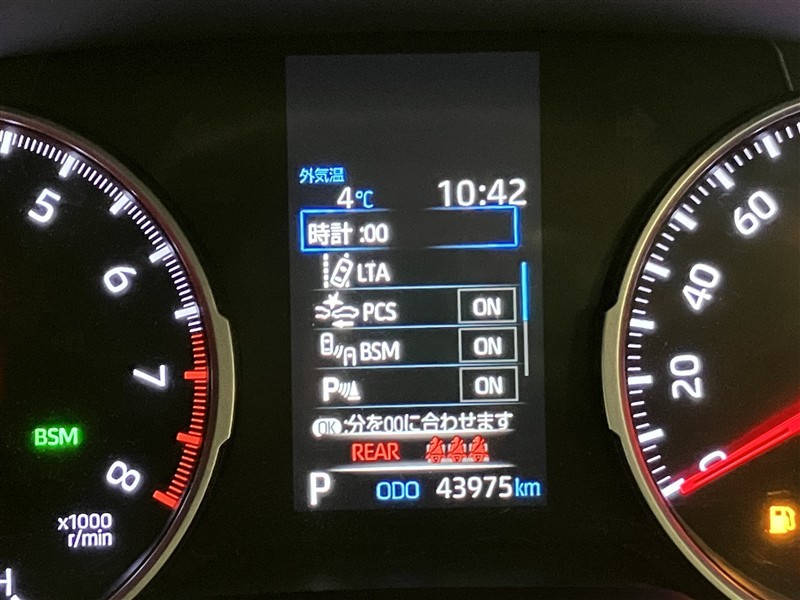 外気温
4℃ 10:42
時計 :00
LTA
PCS ON
BSM ON
P ON
OK :分を00に合わせます
REAR
P ODO 43975km
5
6
7
8
BSM
x1000
r/min
H
60
40
20
0